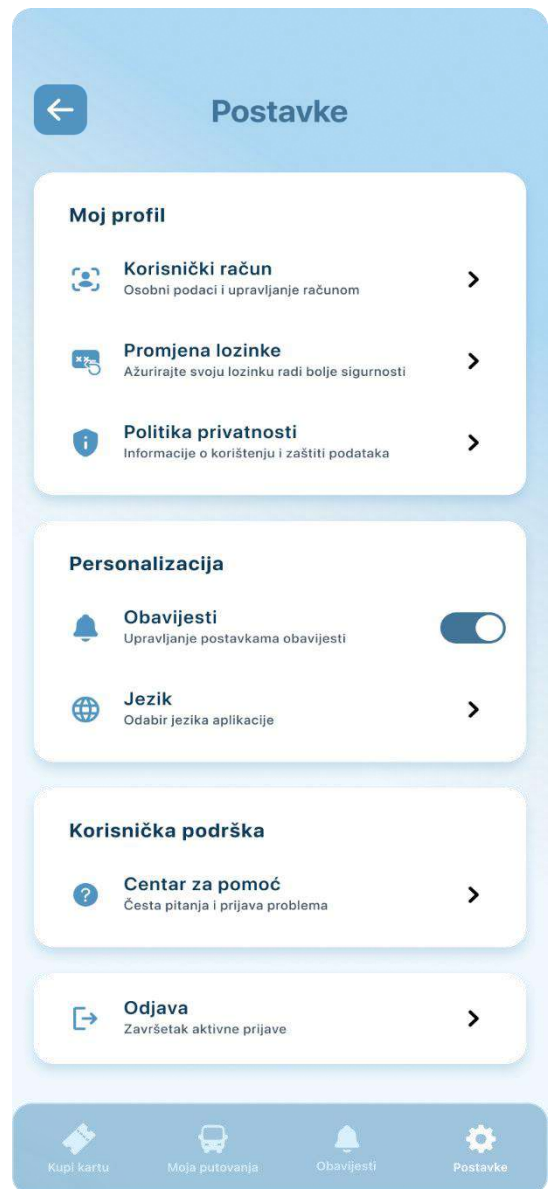 Postavke
Moj profil
Korisnički račun
Osobni podaci i upravljanje računom
Promjena lozinke
Ažurirajte svoju lozinku radi bolje sigurnosti
Politika privatnosti
Informacije o korištenju i zaštiti podataka
Personalizacija
Obavijesti
Upravljanje postavkama obavijesti
Jezik
Odabir jezika aplikacije
Korisnička podrška
Centar za pomoć
Česta pitanja i prijava problema
Odjava
Završetak aktivne prijave
Kupi kartu Moja putovanja Obavijesti Postavke